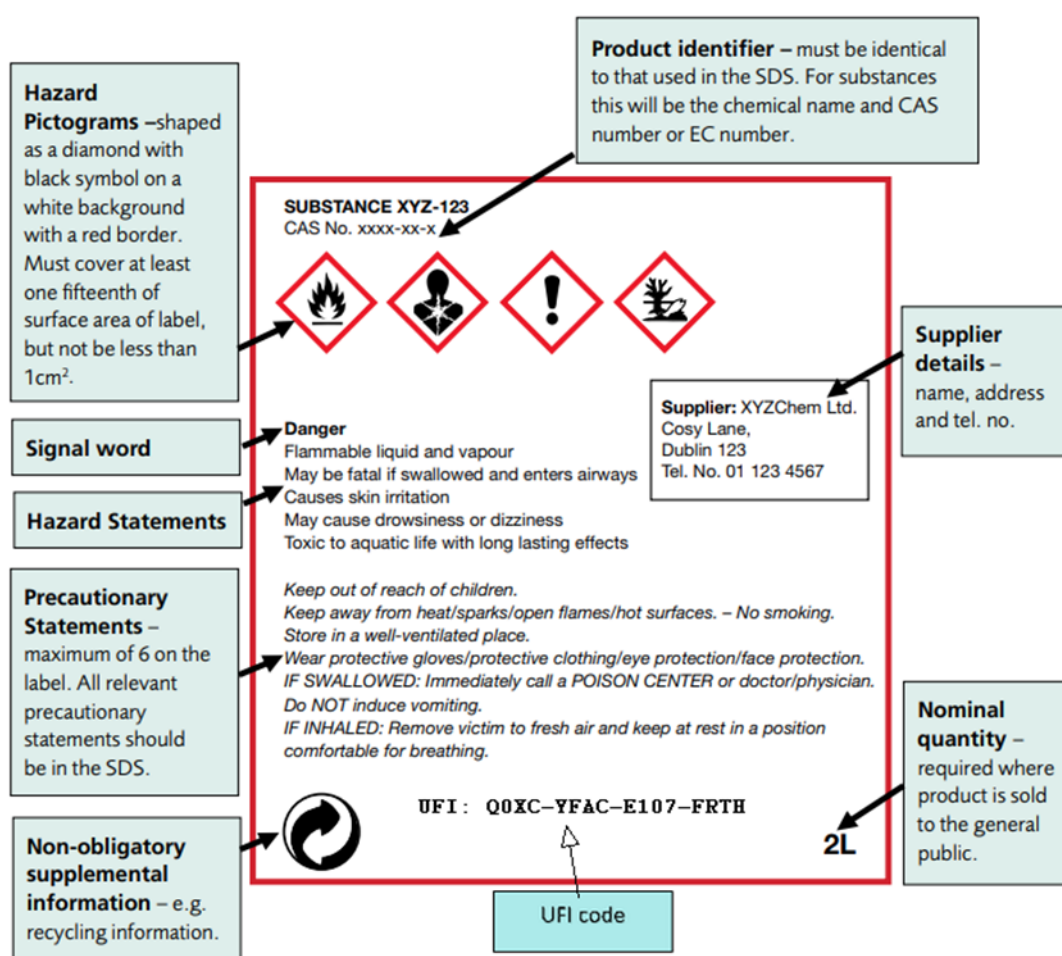 Product identifier – must be identical
to that used in the SDS. For substances
this will be the chemical name and CAS
number or EC number.
Hazard
Pictograms –shaped
as a diamond with
black symbol on a
white background
with a red border.
Must cover at least
one fifteenth of
surface area of label,
but not be less than
1cm².
SUBSTANCE XYZ-123
CAS No. xxxx-xx-x
Supplier
details –
name, address
and tel. no.
Supplier: XYZChem Ltd.
Cosy Lane,
Dublin 123
Tel. No. 01 123 4567
Signal word
Danger
Flammable liquid and vapour
May be fatal if swallowed and enters airways
Causes skin irritation
May cause drowsiness or dizziness
Toxic to aquatic life with long lasting effects
Hazard Statements
Precautionary
Statements –
maximum of 6 on the
label. All relevant
precautionary
statements should
be in the SDS.
Keep out of reach of children.
Keep away from heat/sparks/open flames/hot surfaces. – No smoking.
Store in a well-ventilated place.
Wear protective gloves/protective clothing/eye protection/face protection.
IF SWALLOWED: Immediately call a POISON CENTER or doctor/physician.
Do NOT induce vomiting.
IF INHALED: Remove victim to fresh air and keep at rest in a position
comfortable for breathing.
Nominal
quantity –
required where
product is sold
to the general
public.
Non-obligatory
supplemental
information – e.g.
recycling information.
UFI: Q0XC-YFAC-E107-FRTH
2L
UFI code